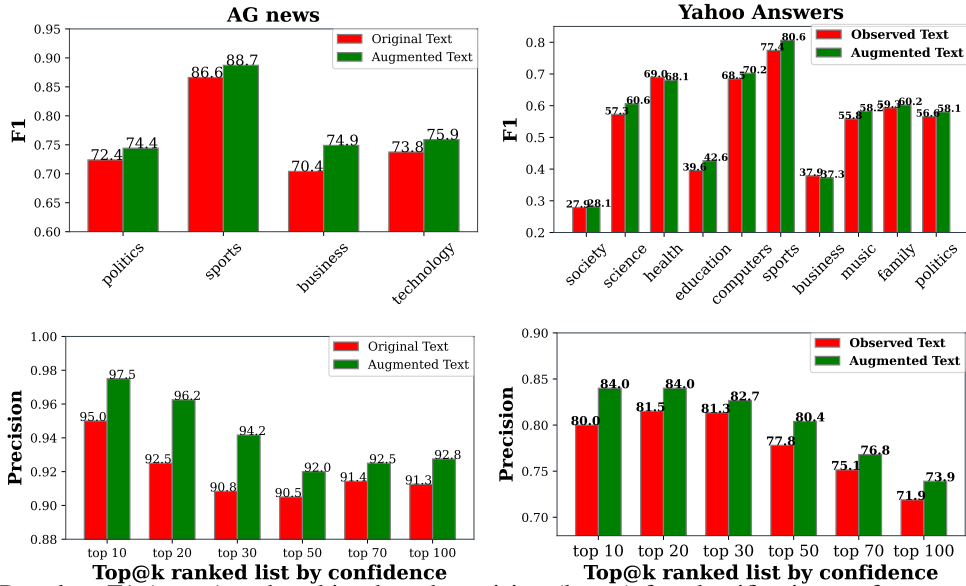 AG news
F1
0.95
0.90
0.85
0.80
0.75
0.70
0.65
0.60
Original Text
Augmented Text
72.4
74.4
86.6
88.7
70.4
74.9
73.8
75.9
politics
sports
business
technology
Yahoo Answers
F1
0.8
0.7
0.6
0.5
0.4
0.3
0.2
Observed Text
Augmented Text
27.9
28.1
57.3
60.6
69.0
68.1
39.6
42.6
68.5
70.2
77.4
80.6
37.9
37.3
55.8
58.2
59.3
60.2
56.6
58.1
society
science
health
education
computers
sports
business
music
family
politics
Precision
1.00
0.98
0.96
0.94
0.92
0.90
0.88
Original Text
Augmented Text
95.0
97.5
92.5
96.2
90.8
94.2
90.5
92.0
91.4
92.5
91.3
92.8
top 10
top 20
top 30
top 50
top 70
top 100
Top@k ranked list by confidence
Precision
0.90
0.85
0.80
0.75
0.70
Observed Text
Augmented Text
80.0
84.0
81.5
84.0
81.3
82.7
77.8
80.4
75.1
76.8
71.9
73.9
top 10
top 20
top 30
top 50
top 70
top 100
Top@k ranked list by confidence